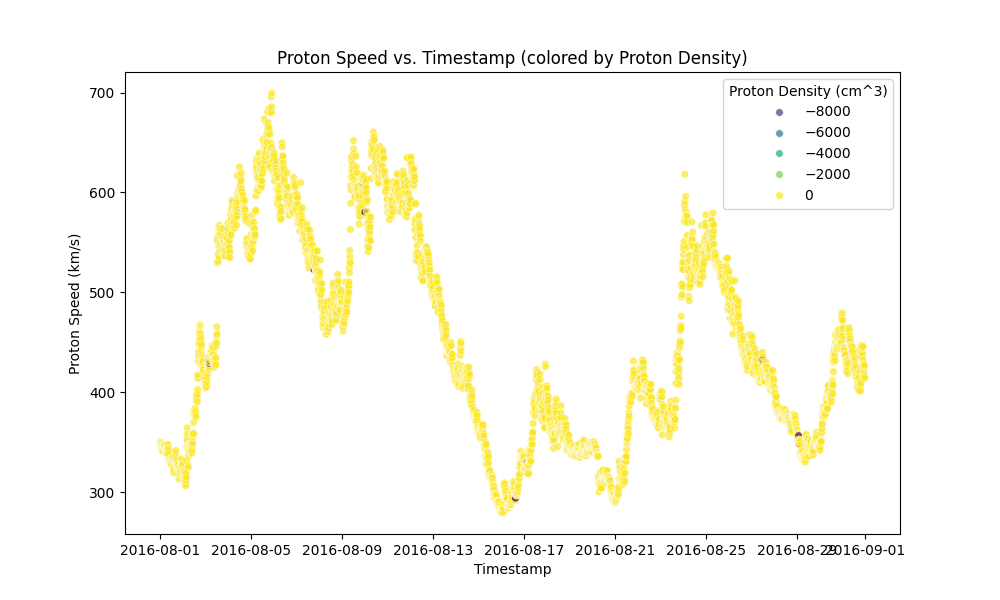 Proton Speed vs. Timestamp (colored by Proton Density)
Proton Density (cm^3)
−8000
−6000
−4000
−2000
0
Proton Speed (km/s)
700
600
500
400
300
2016-08-01 2016-08-05 2016-08-09 2016-08-13 2016-08-17 2016-08-21 2016-08-25 2016-08-29 2016-09-01
Timestamp